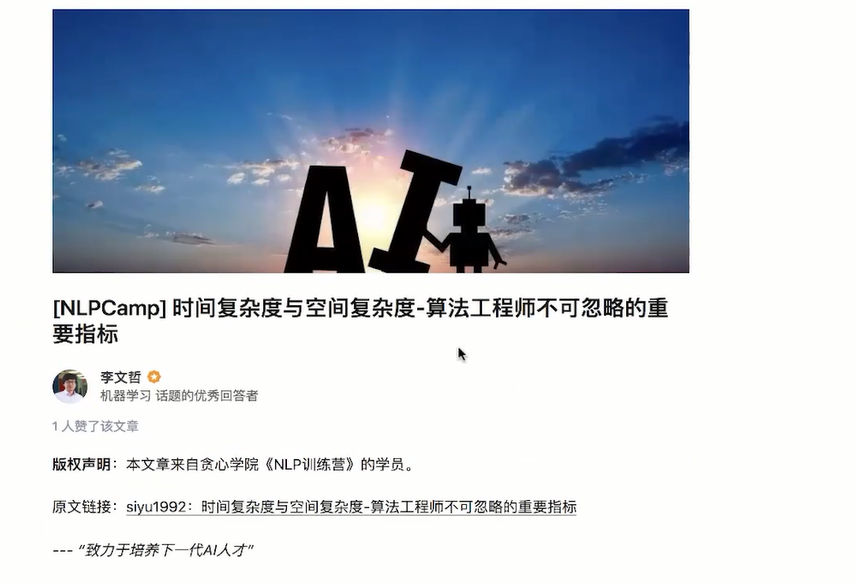 AI
[NLPCamp] 时间复杂度与空间复杂度-算法工程师不可忽略的重
要指标
李文哲
机器学习 话题的优秀回答者
1 人赞了该文章
版权声明：本文章来自贪心学院《NLP训练营》的学员。
原文链接：siyu1992：时间复杂度与空间复杂度-算法工程师不可忽略的重要指标
--- “致力于培养下一代AI人才”